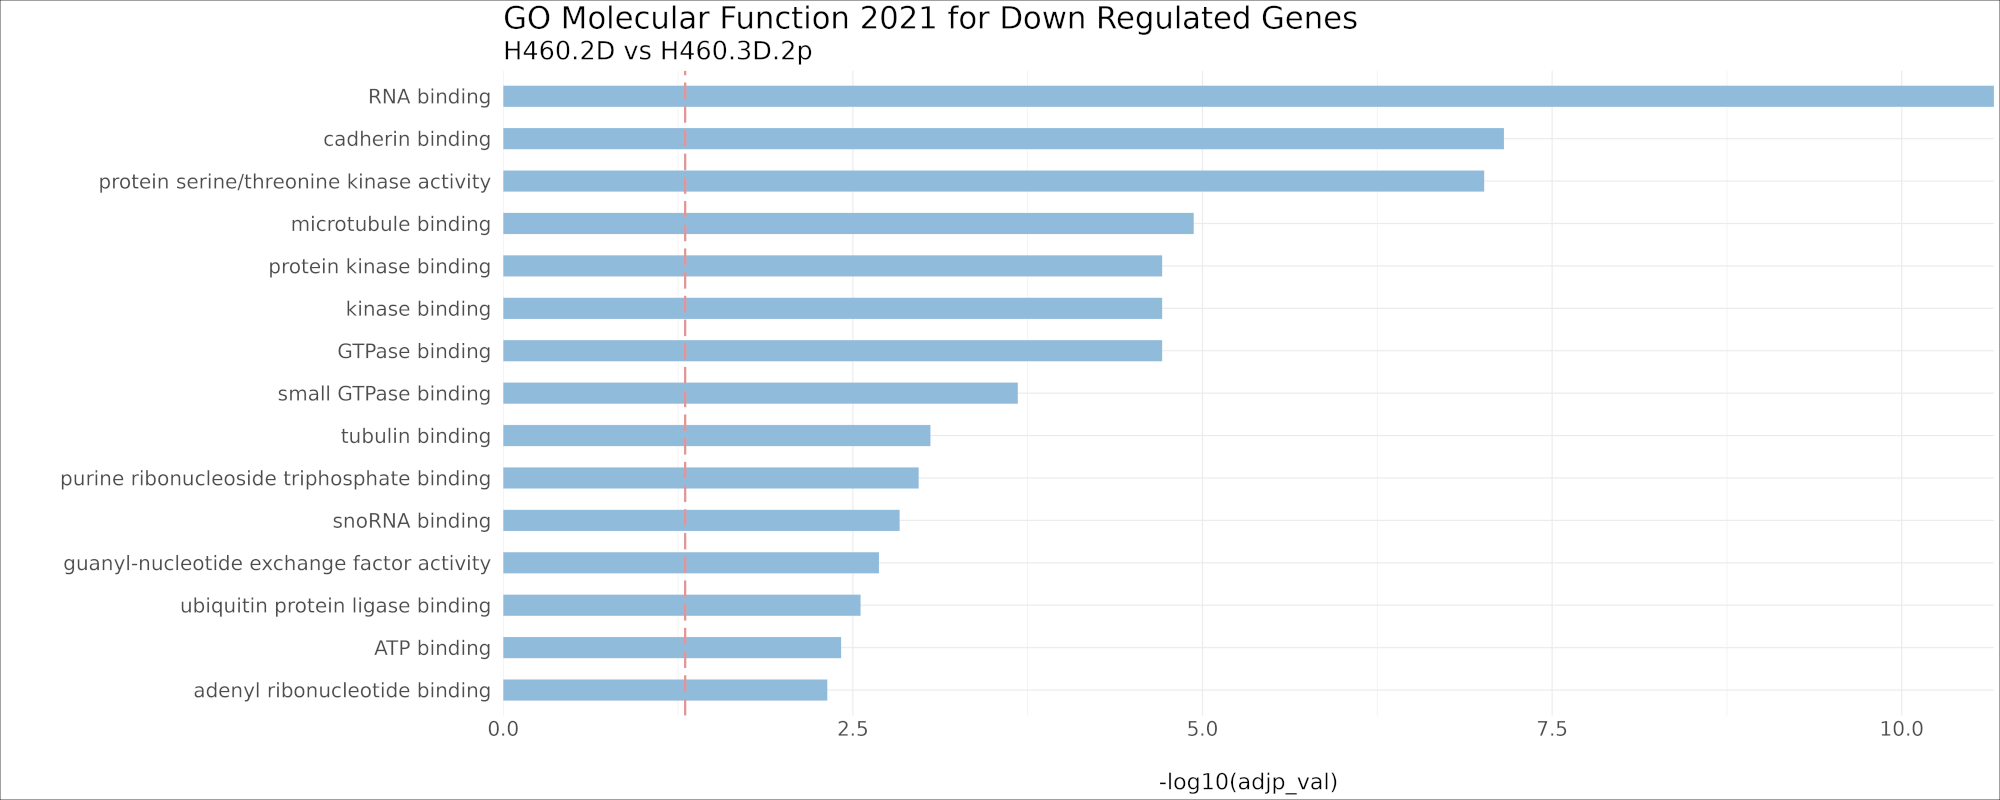 GO Molecular Function 2021 for Down Regulated Genes
H460.2D vs H460.3D.2p
RNA binding
cadherin binding
protein serine/threonine kinase activity
microtubule binding
protein kinase binding
kinase binding
GTPase binding
small GTPase binding
tubulin binding
purine ribonucleoside triphosphate binding
snoRNA binding
guanyl-nucleotide exchange factor activity
ubiquitin protein ligase binding
ATP binding
adenyl ribonucleotide binding
0.0 2.5 5.0 7.5 10.0
-log10(adjp_val)